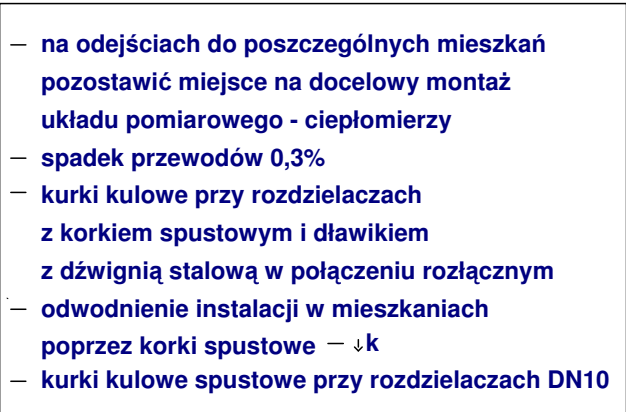 – na odejściach do poszczególnych mieszkań
pozostawić miejsce na docelowy montaż
układu pomiarowego - ciepłomierzy
– spadek przewodów 0,3%
– kurki kulowe przy rozdzielaczach
z korkiem spustowym i dławikiem
z dźwignią stalową w połączeniu rozłącznym
– odwodnienie instalacji w mieszkaniach
poprzez korki spustowe – ↓k
– kurki kulowe spustowe przy rozdzielaczach DN10